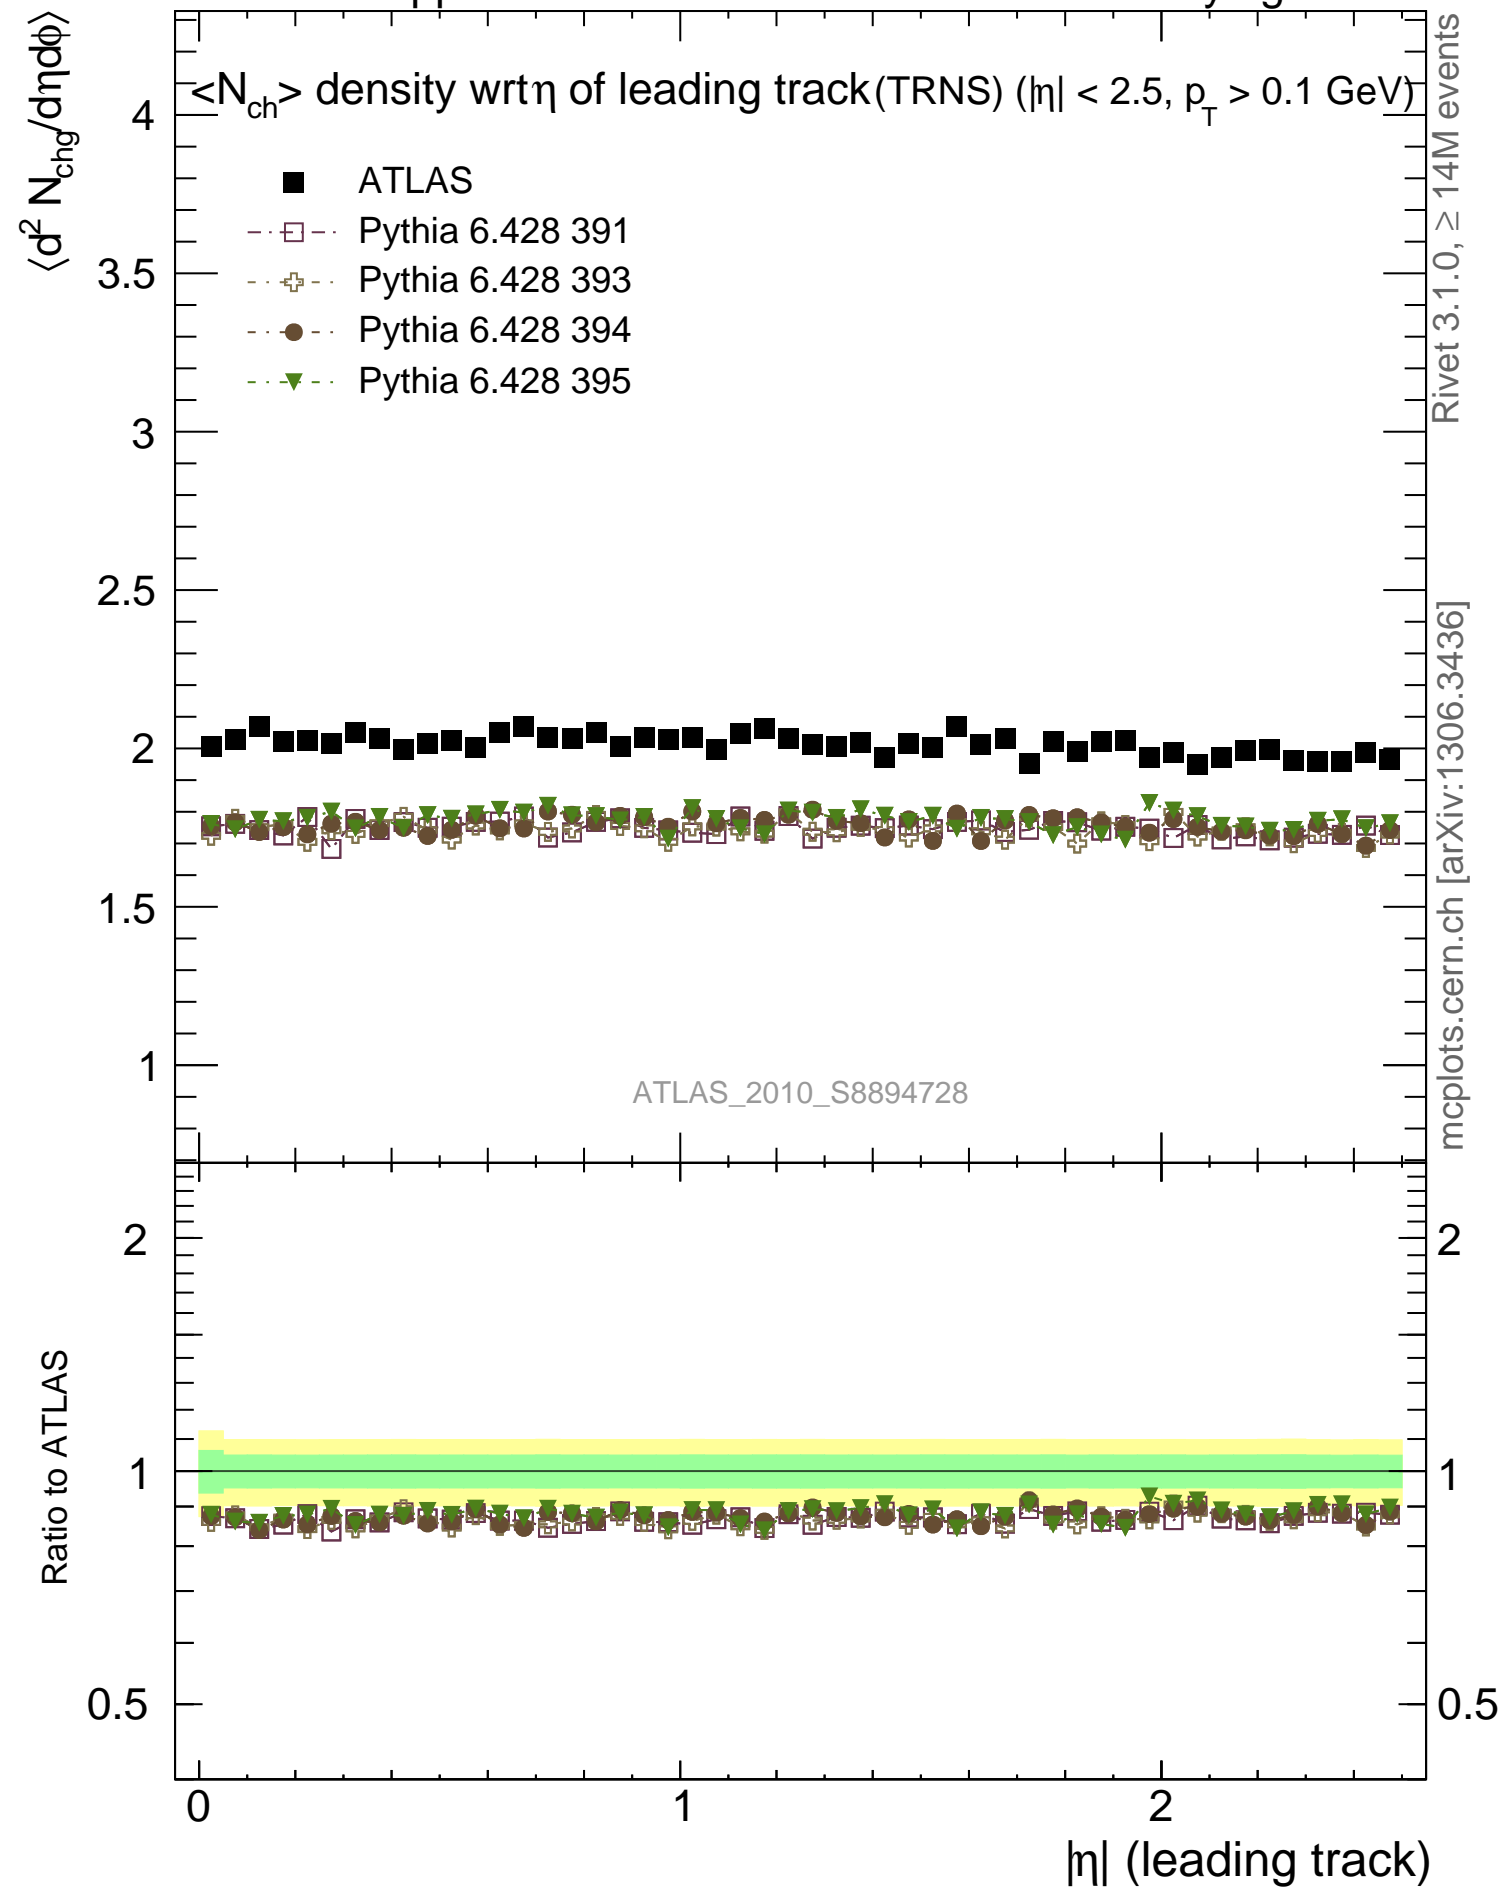 <N_ch> density wrt η of leading track (TRNS) (|η| < 2.5, p_T > 0.1 GeV)
⟨d² N_chg/dηdϕ⟩
ATLAS
Pythia 6.428 391
Pythia 6.428 393
Pythia 6.428 394
Pythia 6.428 395
4
3.5
3
2.5
2
1.5
1
ATLAS_2010_S8894728
Rivet 3.1.0, ≥ 14M events
mcplots.cern.ch [arXiv:1306.3436]
Ratio to ATLAS
2
1
0.5
2
1
0.5
0
1
2
|η| (leading track)